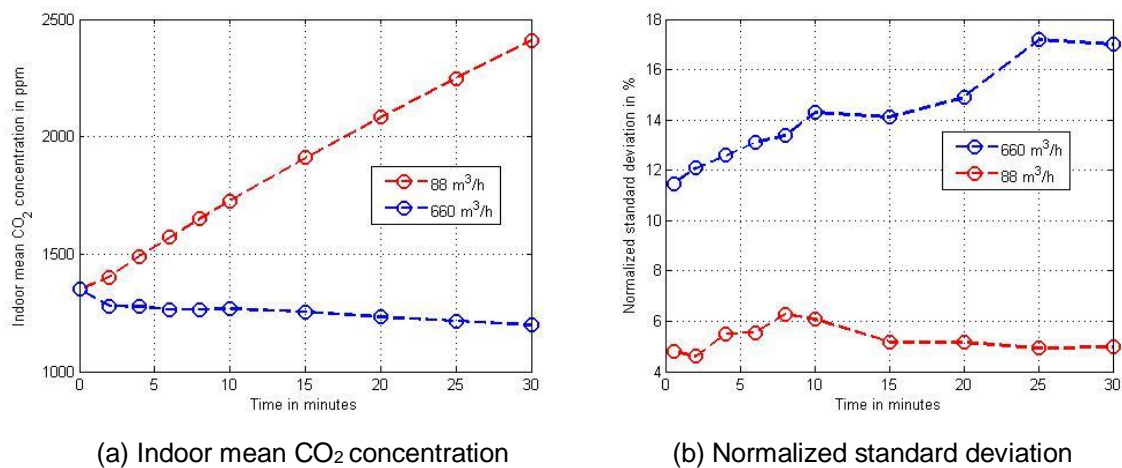 2500
2000
1500
1000
0 5 10 15 20 25 30
Time in minutes
Indoor mean CO2 concentration in ppm
88 m³/h
660 m³/h
(a) Indoor mean CO2 concentration
18
16
14
12
10
8
6
4
0 5 10 15 20 25 30
Time in minutes
Normalized standard deviation in %
660 m³/h
88 m³/h
(b) Normalized standard deviation